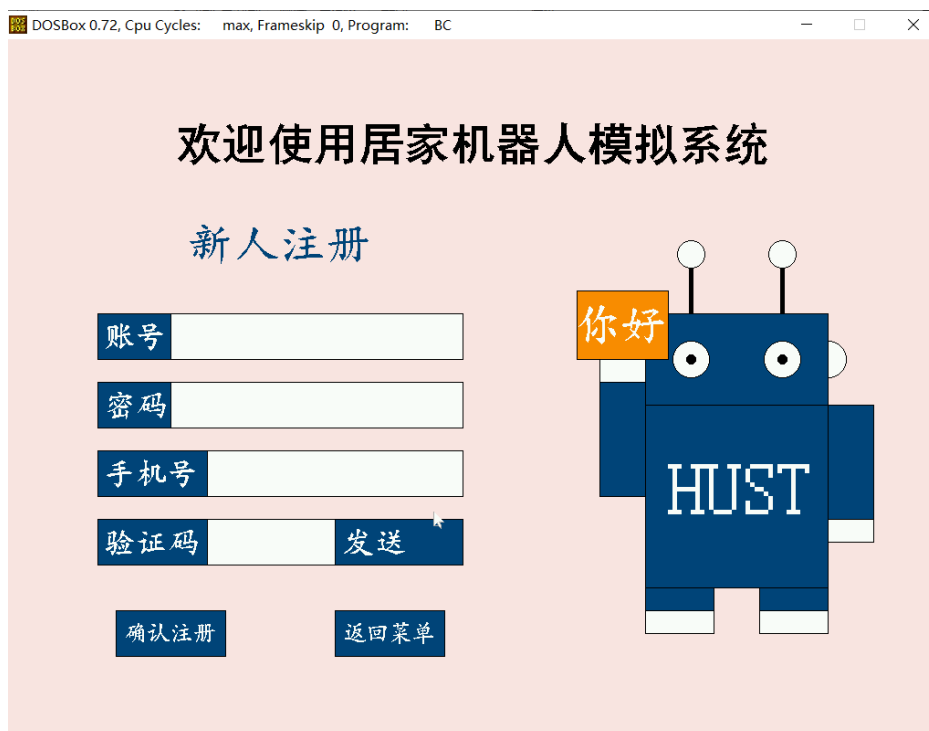 DOSBox 0.72, Cpu Cycles: max, Frameskip 0, Program: BC
欢迎使用居家机器人模拟系统
新人注册
你好
账号
密码
手机号
HUST
验证码 发送
确认注册 返回菜单